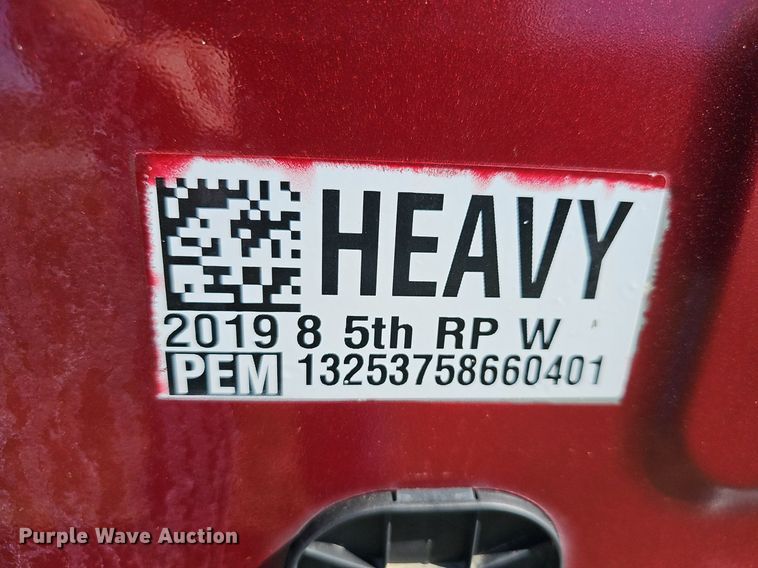 HEAVY
2019 8 5th RP W
PEM 13253758660401
Purple Wave Auction